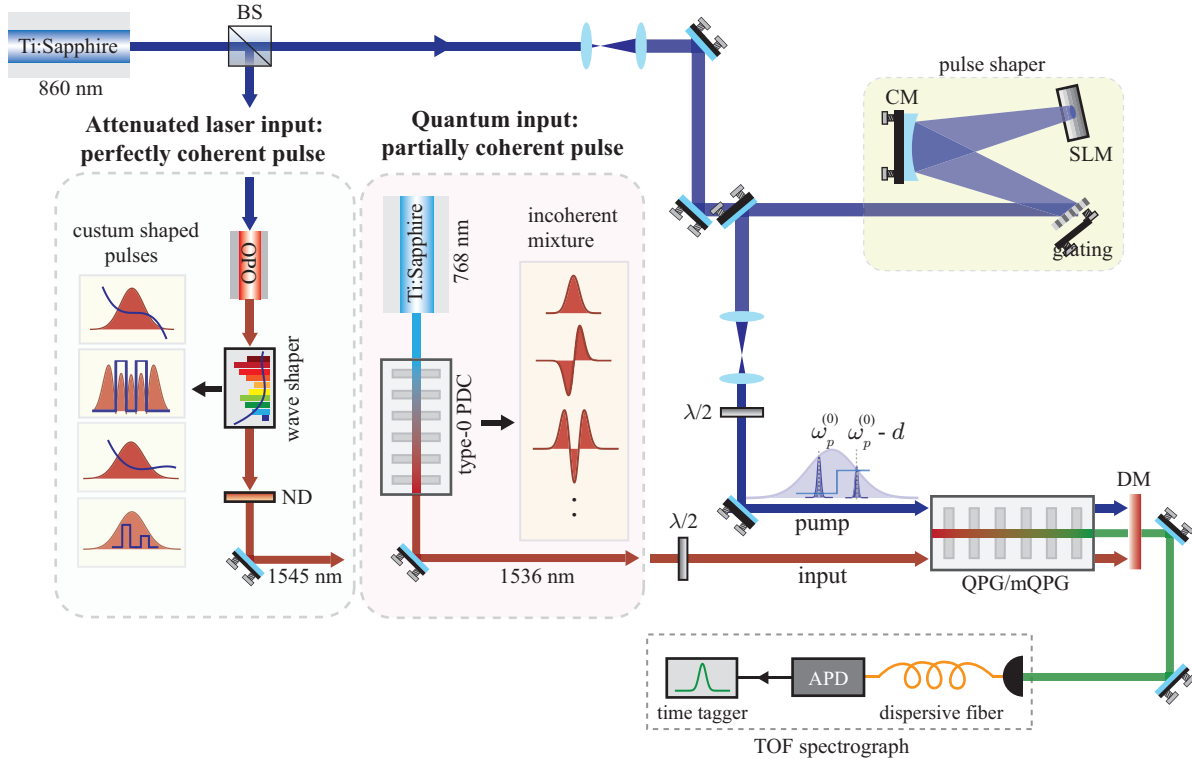 BS
Ti:Sapphire
860 nm
pulse shaper
CM
SLM
grating
Attenuated laser input:
perfectly coherent pulse
Quantum input:
partially coherent pulse
custum shaped
pulses
OPO
wave shaper
ND
1545 nm
Ti:Sapphire
768 nm
incoherent
mixture
type-0 PDC
1536 nm
λ/2
λ/2
ω_p^(0)
ω_p^(0) - d
pump
input
DM
QPG/mQPG
APD
time tagger
dispersive fiber
TOF spectrograph